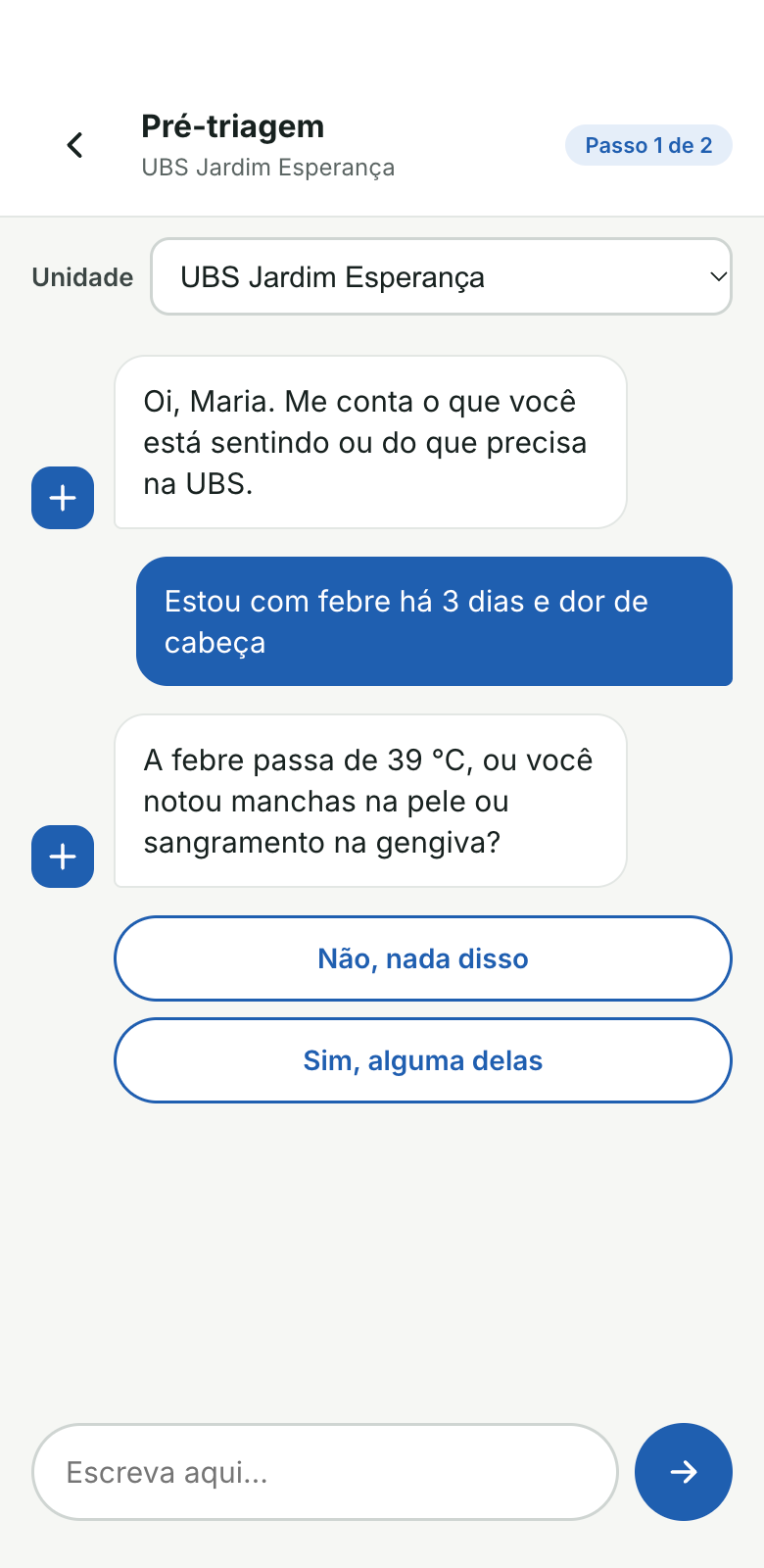 Pré-triagem
UBS Jardim Esperança
Passo 1 de 2
Unidade
UBS Jardim Esperança
Oi, Maria. Me conta o que você
está sentindo ou do que precisa
na UBS.
Estou com febre há 3 dias e dor de
cabeça
A febre passa de 39 °C, ou você
notou manchas na pele ou
sangramento na gengiva?
Não, nada disso
Sim, alguma delas
Escreva aqui...